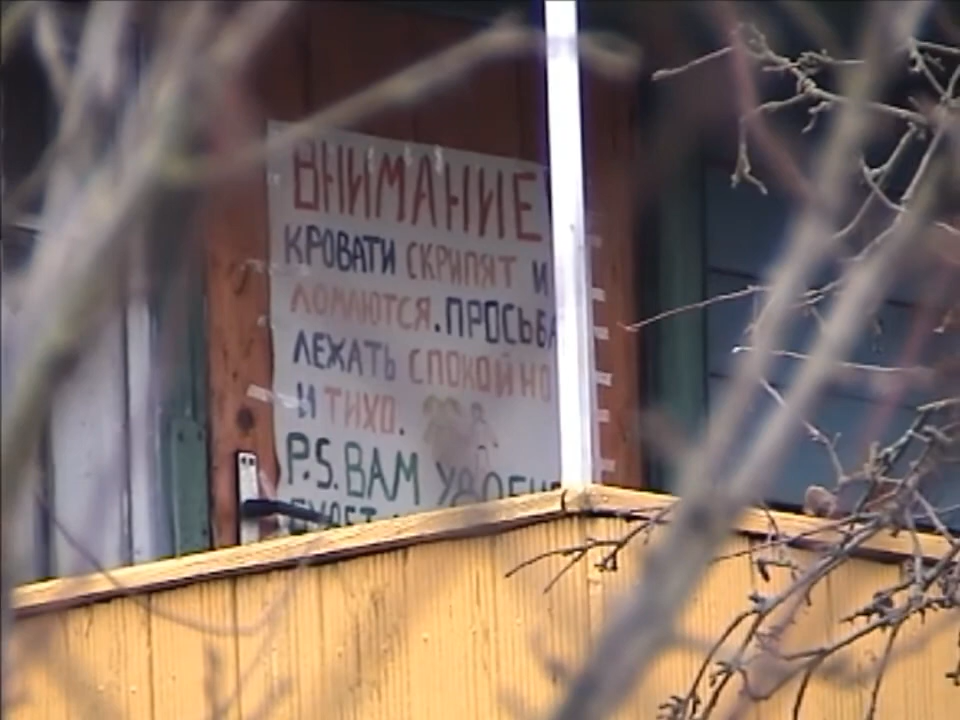 ВНИМАНИЕ
КРОВАТИ СКРИПЯТ И
ЛОМАЮТСЯ. ПРОСЬБА
ЛЕЖАТЬ СПОКОЙНО
И ТИХО.
P.S. ВАМ